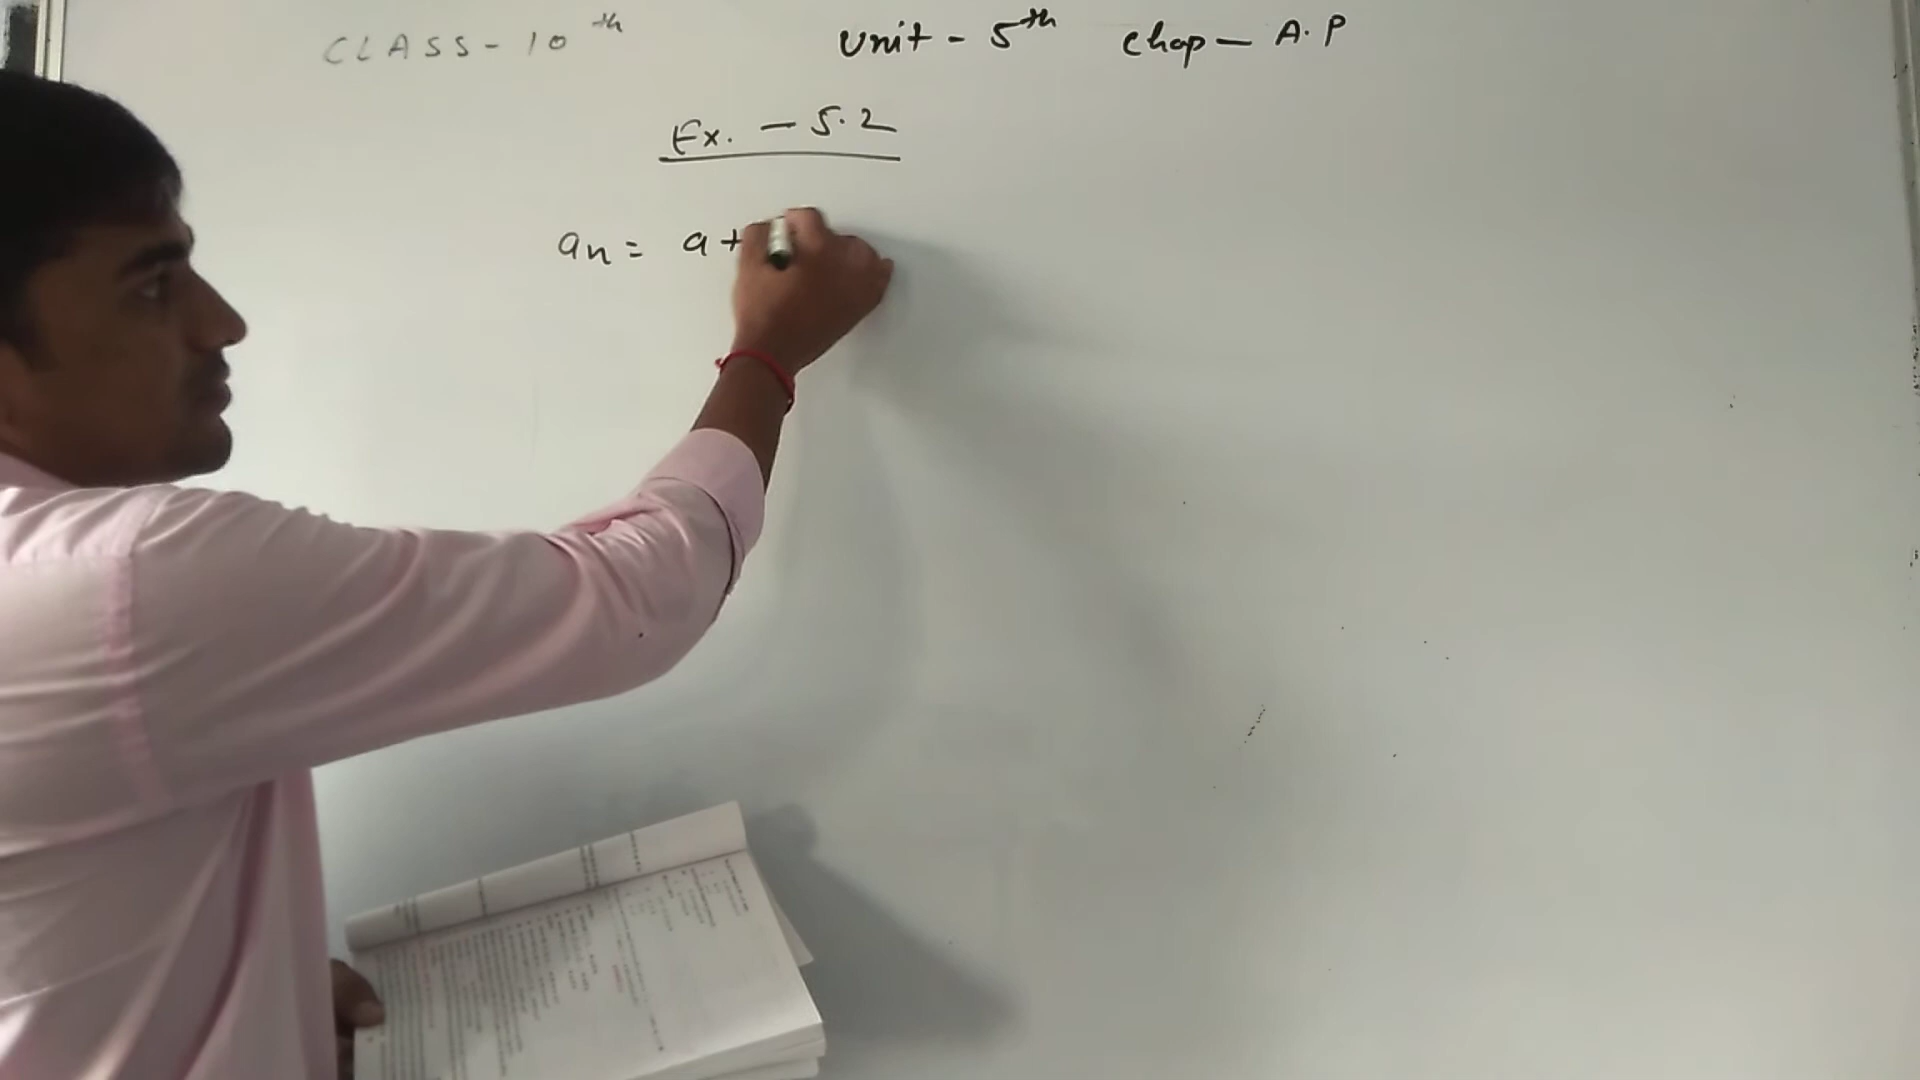 CLASS - 10th Unit - 5th Chap - A.P
Ex. - 5.2
an = a +